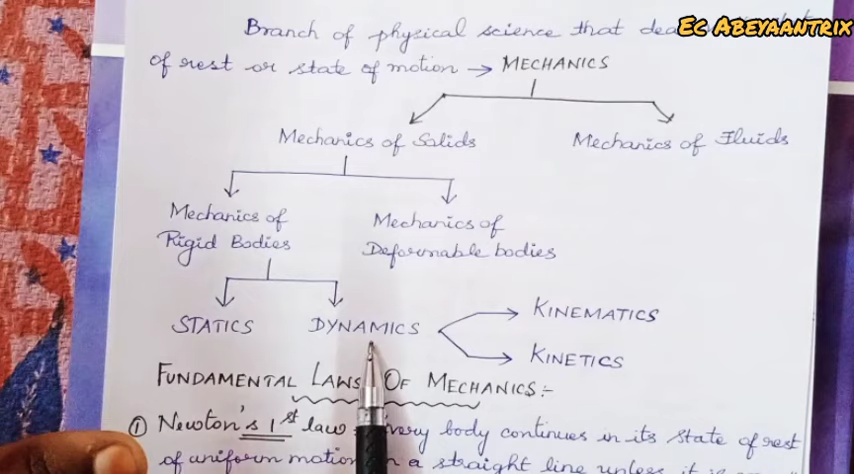 Ec Abeyaantrix
Branch of physical science that
of rest or state of motion → MECHANICS
Mechanics of Solids Mechanics of Fluids
Mechanics of Mechanics of
Rigid Bodies Deformable bodies
KINEMATICS
STATICS DYNAMICS
KINETICS
FUNDAMENTAL LAWS OF MECHANICS:-
① Newton's 1st law every body continues in its state of rest
of uniform motion a straight line unless it